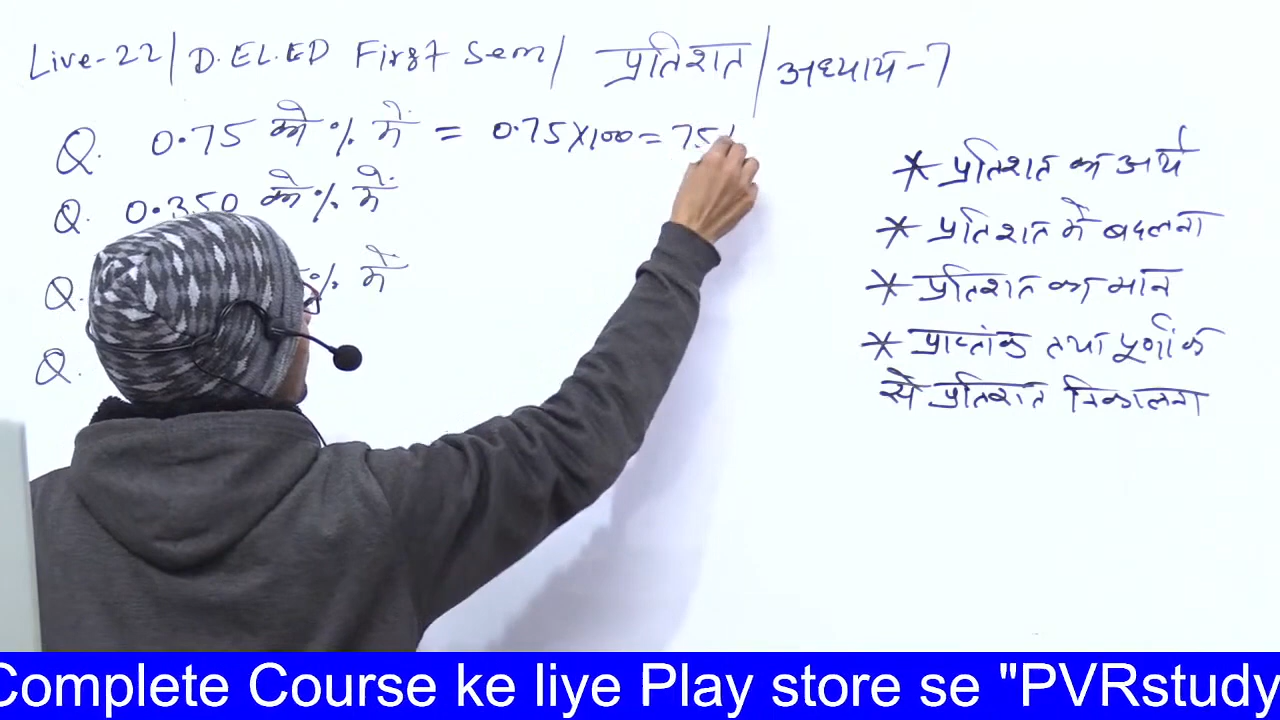 Live-22 | D.EL.ED First Sem / प्रतिशत / अध्याय-7
Q. 0.75 को % में = 0.75×100=75%
Q. 0.350 को % में
Q. % में
Q.
* प्रतिशत का अर्थ
* प्रतिशत में बदलना
* प्रतिशत का मान
* प्राप्तांक तथा पूर्णांक
से प्रतिशत निकालना
Complete Course ke liye Play store se "PVRstudy